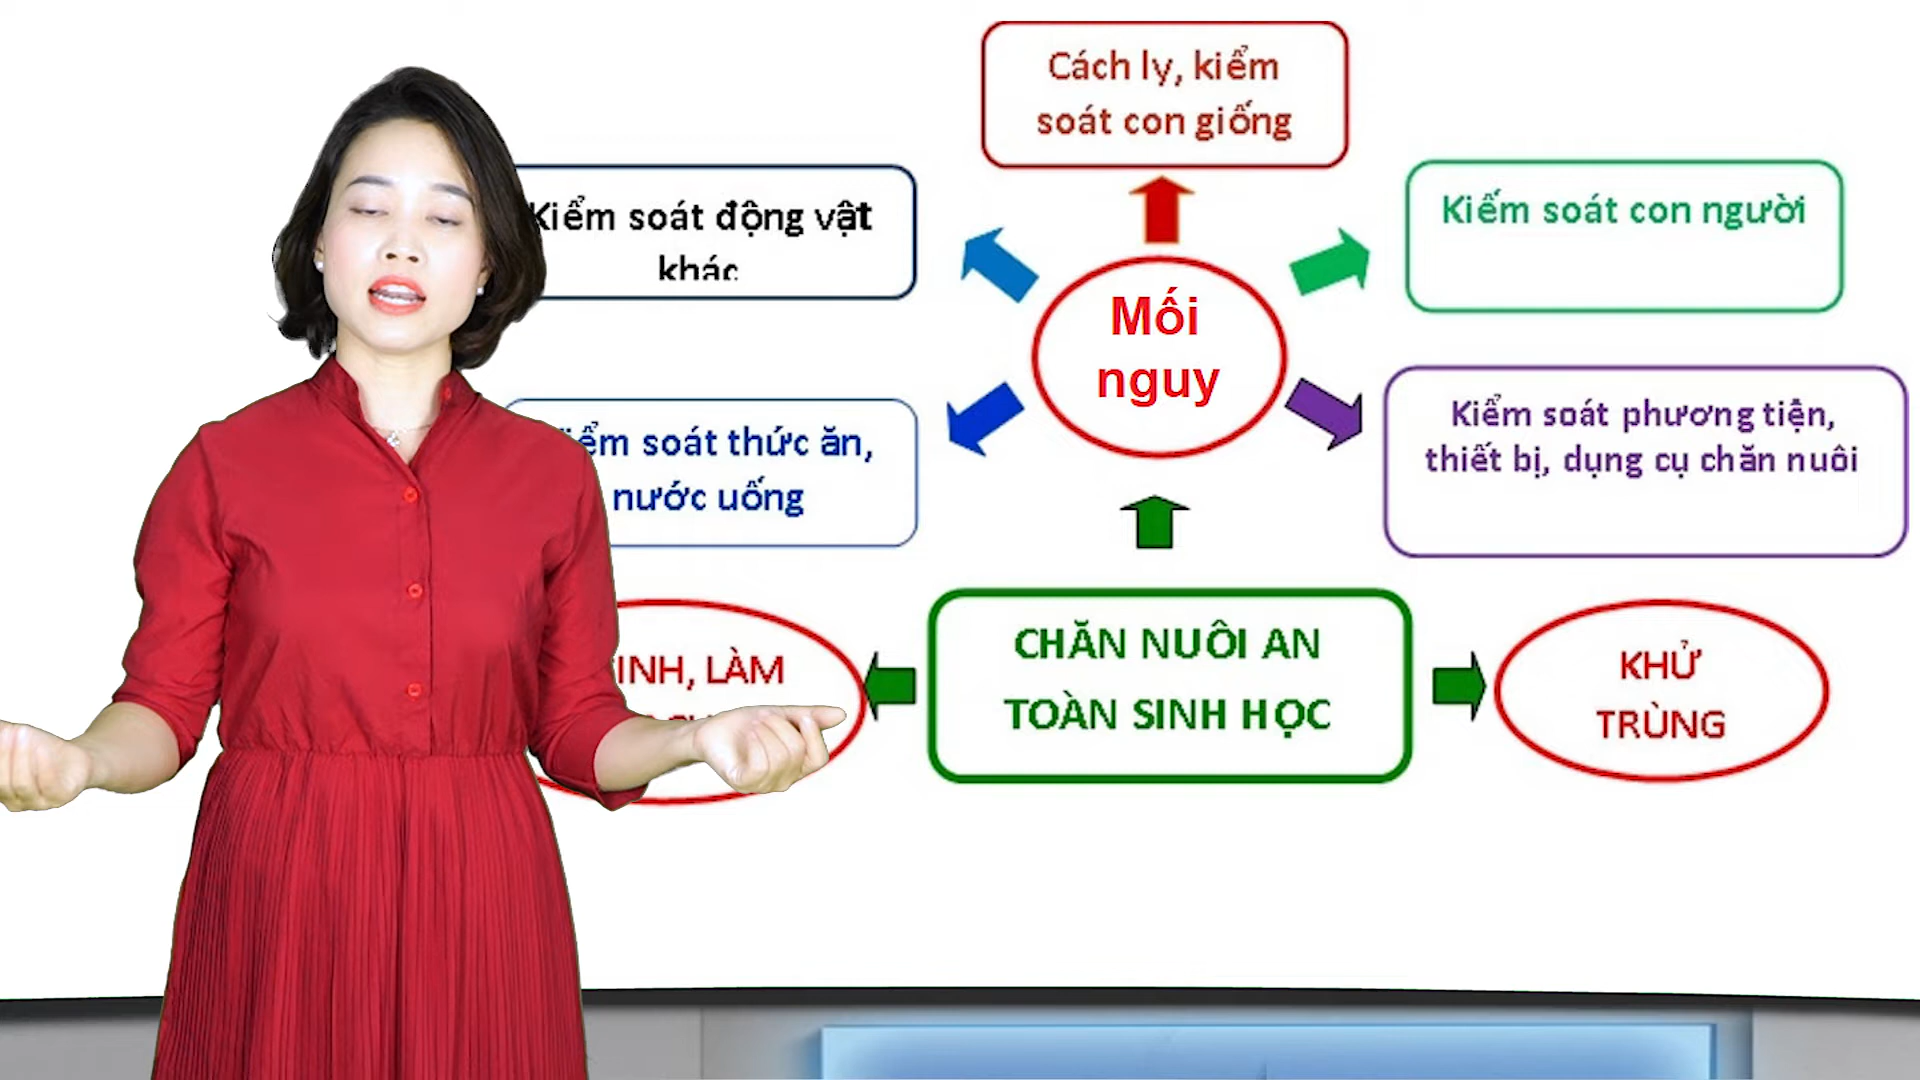 Cách ly, kiểm
soát con giống
Kiểm soát động vật
khác
Kiếm soát con người
Mối
nguy
soát thức ăn,
nước uống
Kiểm soát phương tiện,
thiết bị, dụng cụ chăn nuôi
CHĂN NUÔI AN
TOÀN SINH HỌC
LÀM
KHỬ
TRÙNG